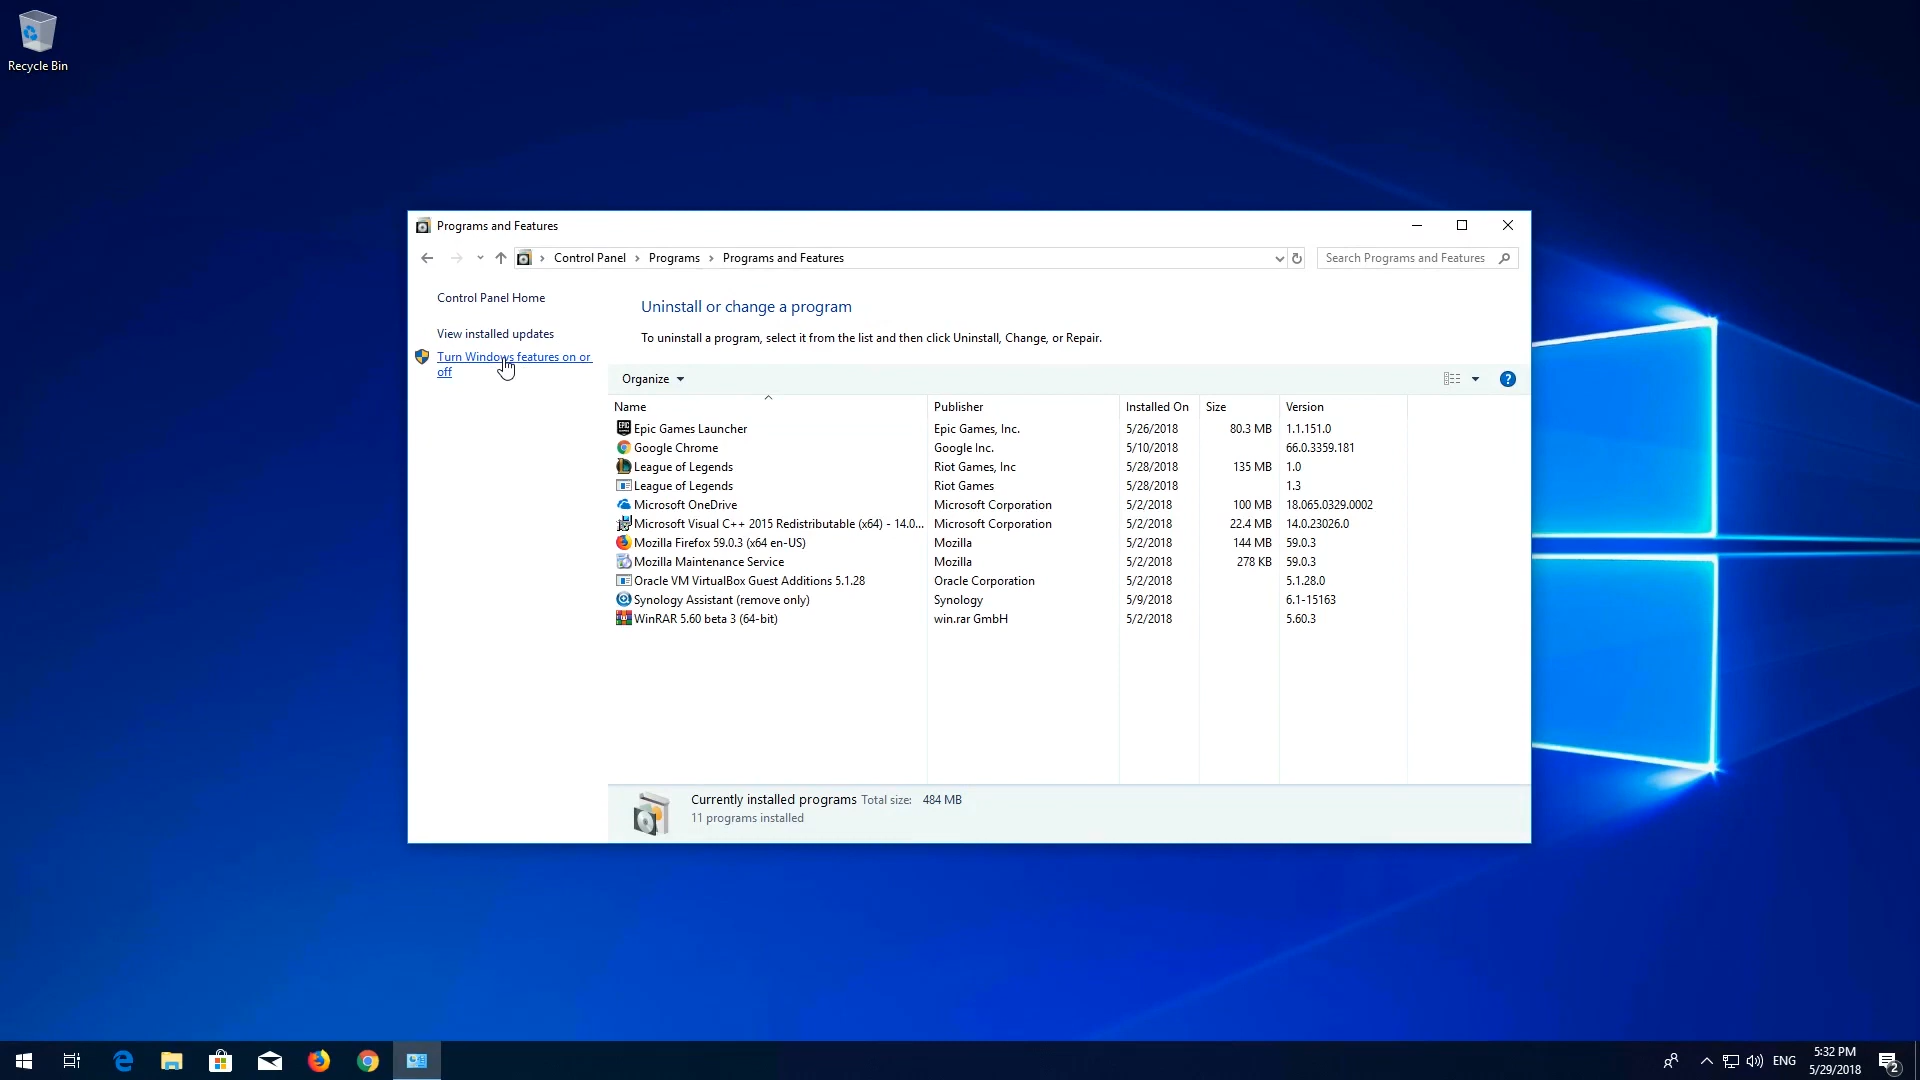 Recycle Bin
Programs and Features
Control Panel Programs Programs and Features
Search Programs and Features
Control Panel Home
View installed updates
Turn Windows features on or
off
Uninstall or change a program
To uninstall a program, select it from the list and then click Uninstall, Change, or Repair.
Organize
Name Publisher Installed On Size Version
Epic Games Launcher Epic Games, Inc. 5/26/2018 80.3 MB 1.1.151.0
Google Chrome Google Inc. 5/10/2018 66.0.3359.181
League of Legends Riot Games, Inc 5/28/2018 135 MB 1.0
League of Legends Riot Games 5/28/2018 1.3
Microsoft OneDrive Microsoft Corporation 5/2/2018 100 MB 18.065.0329.0002
Microsoft Visual C++ 2015 Redistributable (x64) - 14.0... Microsoft Corporation 5/2/2018 22.4 MB 14.0.23026.0
Mozilla Firefox 59.0.3 (x64 en-US) Mozilla 5/2/2018 144 MB 59.0.3
Mozilla Maintenance Service Mozilla 5/2/2018 278 KB 59.0.3
Oracle VM VirtualBox Guest Additions 5.1.28 Oracle Corporation 5/2/2018 5.1.28.0
Synology Assistant (remove only) Synology 5/9/2018 6.1-15163
WinRAR 5.60 beta 3 (64-bit) win.rar GmbH 5/2/2018 5.60.3
Currently installed programs Total size: 484 MB
11 programs installed
ENG
5:32 PM
5/29/2018
2